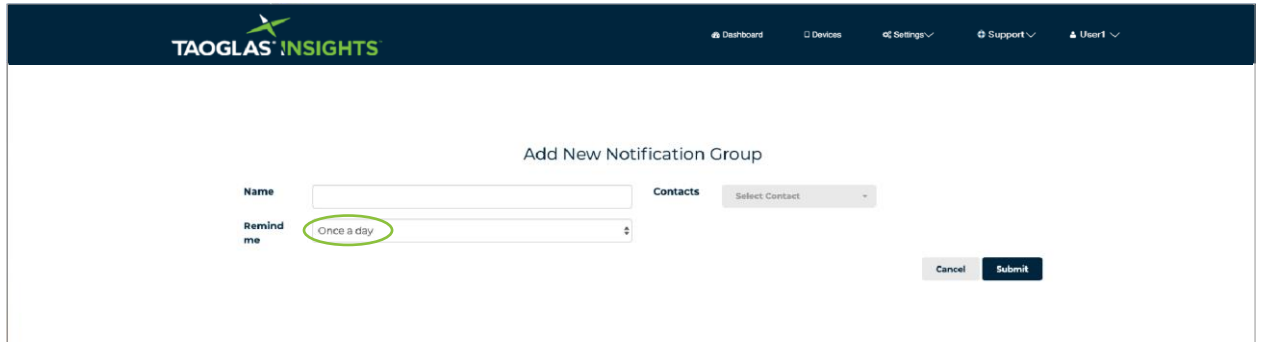 TAOGLAS INSIGHTS
Dashboard Devices Settings Support User1
Add New Notification Group
Name Contacts Select Contact
Remind me Once a day
Cancel Submit